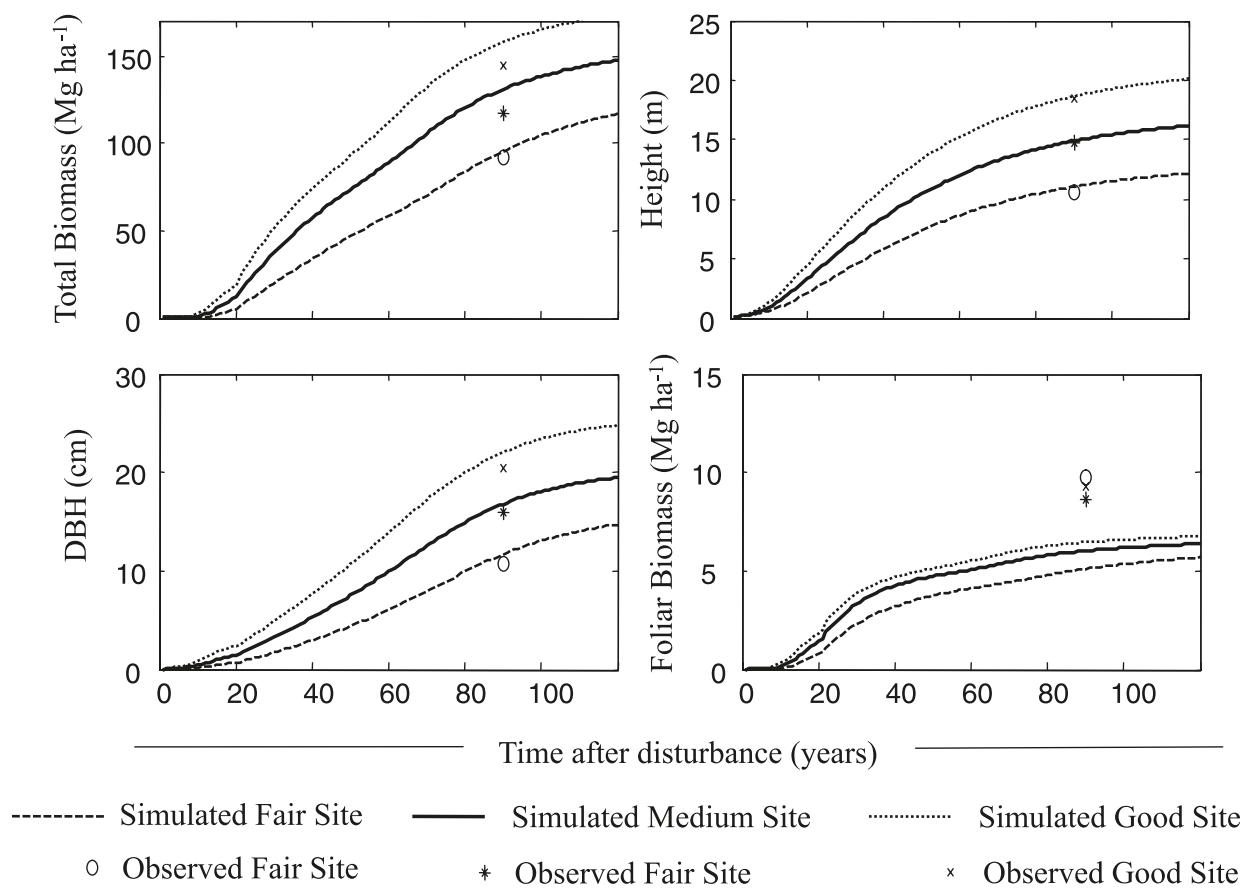 Total Biomass (Mg ha⁻¹)
150
100
50
0
Height (m)
25
20
15
10
5
0
DBH (cm)
30
20
10
0
0 20 40 60 80 100
Foliar Biomass (Mg ha⁻¹)
15
10
5
0
0 20 40 60 80 100
Time after disturbance (years)
Simulated Fair Site
Simulated Medium Site
Simulated Good Site
Observed Fair Site
Observed Fair Site
Observed Good Site